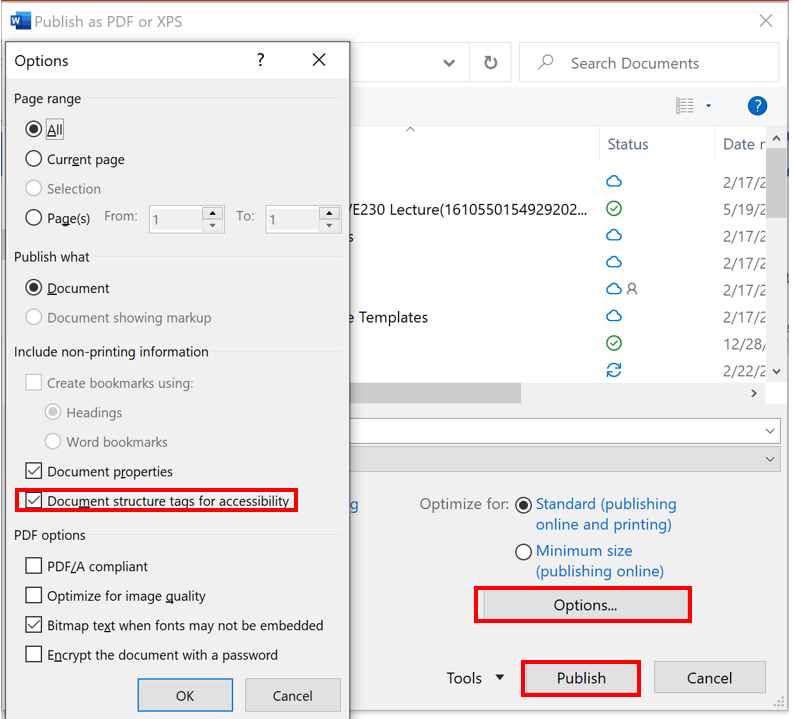 Publish as PDF or XPS
Options
?
Page range
All
Current page
Selection
Page(s) From: 1 To: 1
Publish what
Document
Document showing markup
Include non-printing information
Create bookmarks using:
Headings
Word bookmarks
Document properties
Document structure tags for accessibility
PDF options
PDF/A compliant
Optimize for image quality
Bitmap text when fonts may not be embedded
Encrypt the document with a password
OK Cancel
Search Documents
?
Status Date
2/17/2
VE230 Lecture(1610550154929202... 5/19/2
s 2/17/2
2/17/2
2/17/2
e Templates 2/17/2
12/28/
2/22/2
g
Optimize for: Standard (publishing
online and printing)
Minimum size
(publishing online)
Options...
Tools Publish Cancel